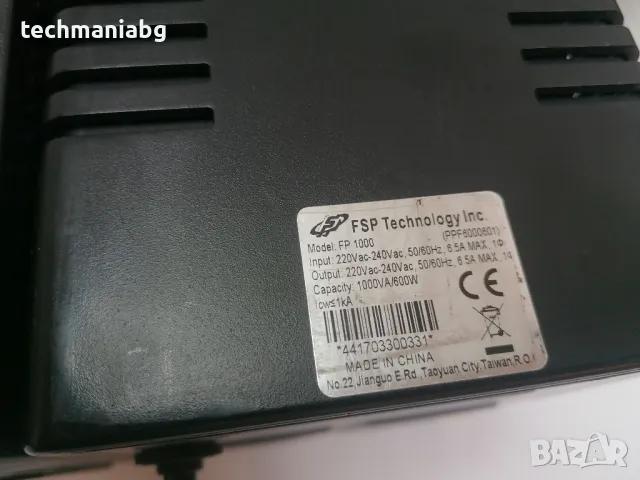 techmaniabg
FSP Technology Inc.
Model: FP 1000 (PPF6000601)
Input: 220Vac-240Vac, 50/60Hz, 6.5A MAX, 1Φ
Output: 220Vac-240Vac, 50/60Hz, 6.5A MAX, 1Φ
Capacity: 1000VA/600W
Icw≤1kA
CE
*441703300331*
MADE IN CHINA
No.22,Jianguo E.Rd.,Taoyuan City,Taiwan,R.O.
BAZAR